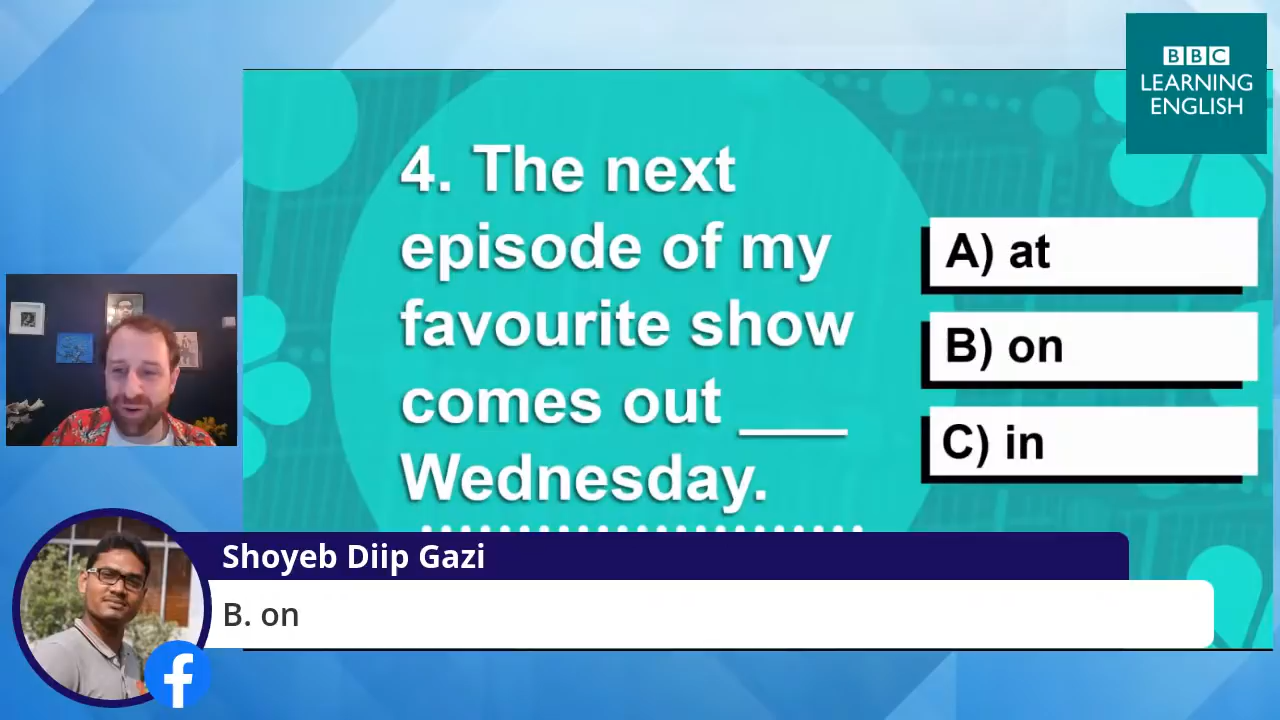 BBC
LEARNING
ENGLISH
4. The next
episode of my
favourite show
comes out ___
Wednesday.
A) at
B) on
C) in
Shoyeb Diip Gazi
B. on